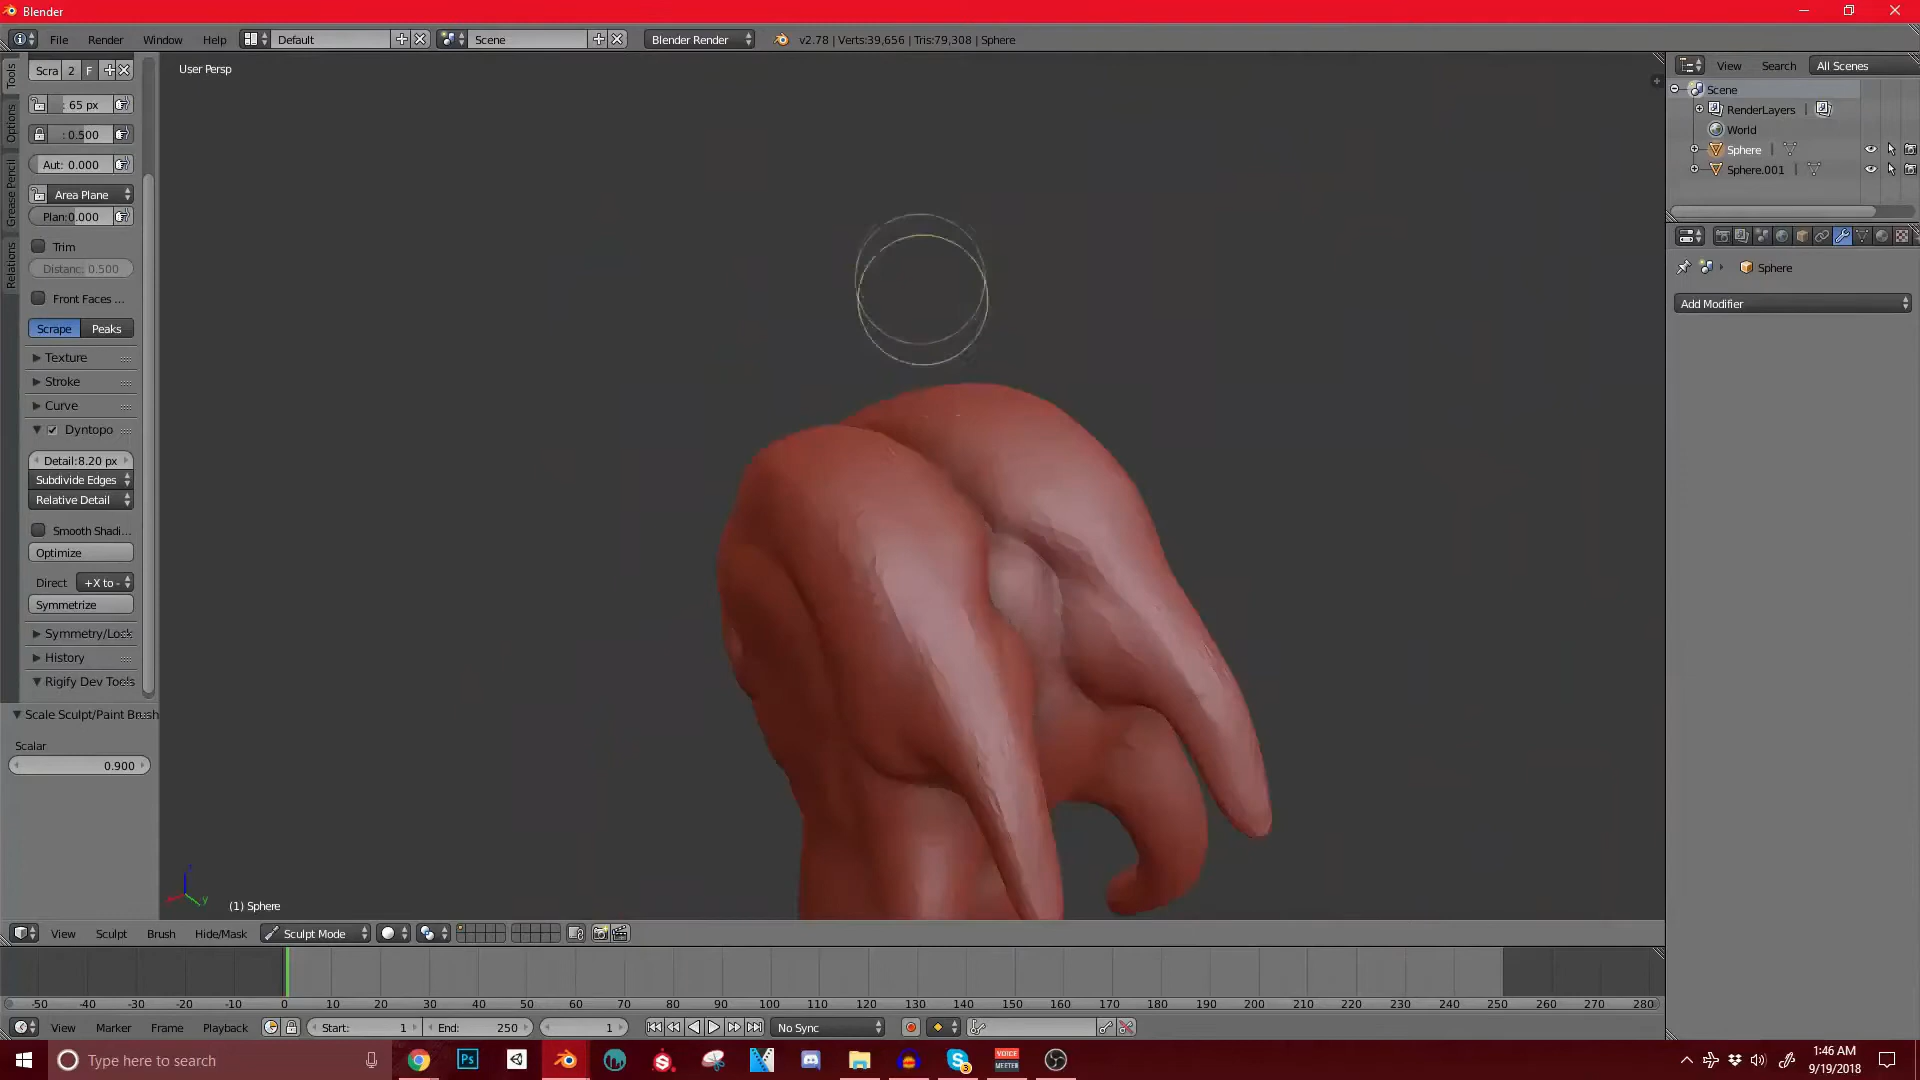 Blender
File Render Window Help Default Scene Blender Render v2.78 | Verts:39,656 | Tris:79,308 | Sphere
User Persp
Tools
Options
Grease Pencil
Relations
Scra 2 F
: 65 px
: 0.500
Aut: 0.000
Area Plane
Plan:0.000
Trim
Distanc: 0.500
Front Faces ...
Scrape Peaks
Texture
Stroke
Curve
Dyntopo
Detail:8.20 px
Subdivide Edges
Relative Detail
Smooth Shadi...
Optimize
Direct +X to -
Symmetrize
Symmetry/Lock
History
Rigify Dev Tools
Scale Sculpt/Paint Brush
Scalar
0.900
(1) Sphere
View Sculpt Brush Hide/Mask Sculpt Mode
-50 -40 -30 -20 -10 0 10 20 30 40 50 60 70 80 90 100 110 120 130 140 150 160 170 180 190 200 210 220 230 240 250 260 270 280
View Marker Frame Playback Start: 1 End: 250 1 No Sync
View Search All Scenes
Scene
RenderLayers |
World
Sphere |
Sphere.001 |
Sphere
Add Modifier
Type here to search
Ps
3
VOICE
MEETER
1:46 AM
9/19/2018